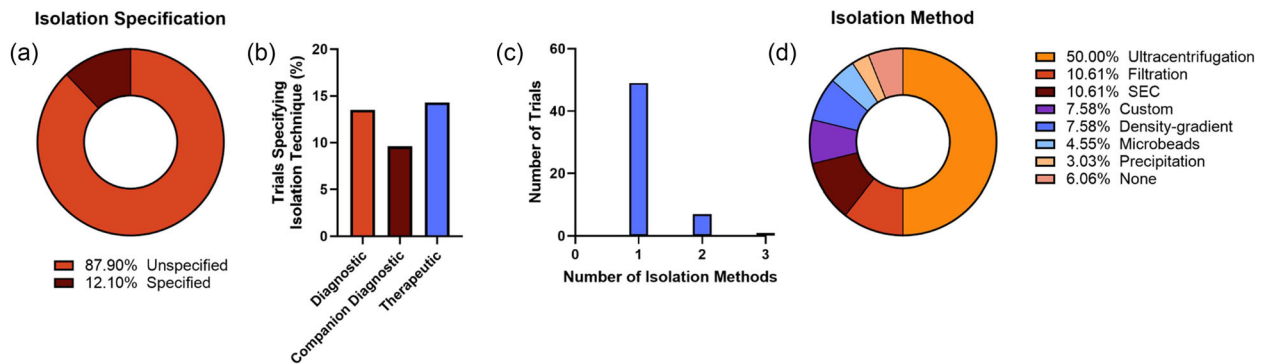 Isolation Specification
(a)
87.90% Unspecified
12.10% Specified
(b)
Trials Specifying
Isolation Technique (%)
20
15
10
5
0
Diagnostic
Companion Diagnostic
Therapeutic
(c)
Number of Trials
60
40
20
0
0 1 2 3
Number of Isolation Methods
Isolation Method
(d)
50.00% Ultracentrifugation
10.61% Filtration
10.61% SEC
7.58% Custom
7.58% Density-gradient
4.55% Microbeads
3.03% Precipitation
6.06% None